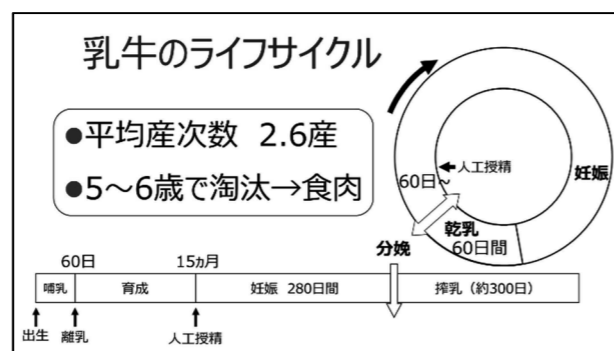 乳牛のライフサイクル
●平均産次数 2.6産
●5～6歳で淘汰→食肉
人工授精
60日~
妊娠
乾乳
60日間
分娩
60日
15ヵ月
哺乳
育成
妊娠 280日間
搾乳（約300日）
出生
離乳
人工授精